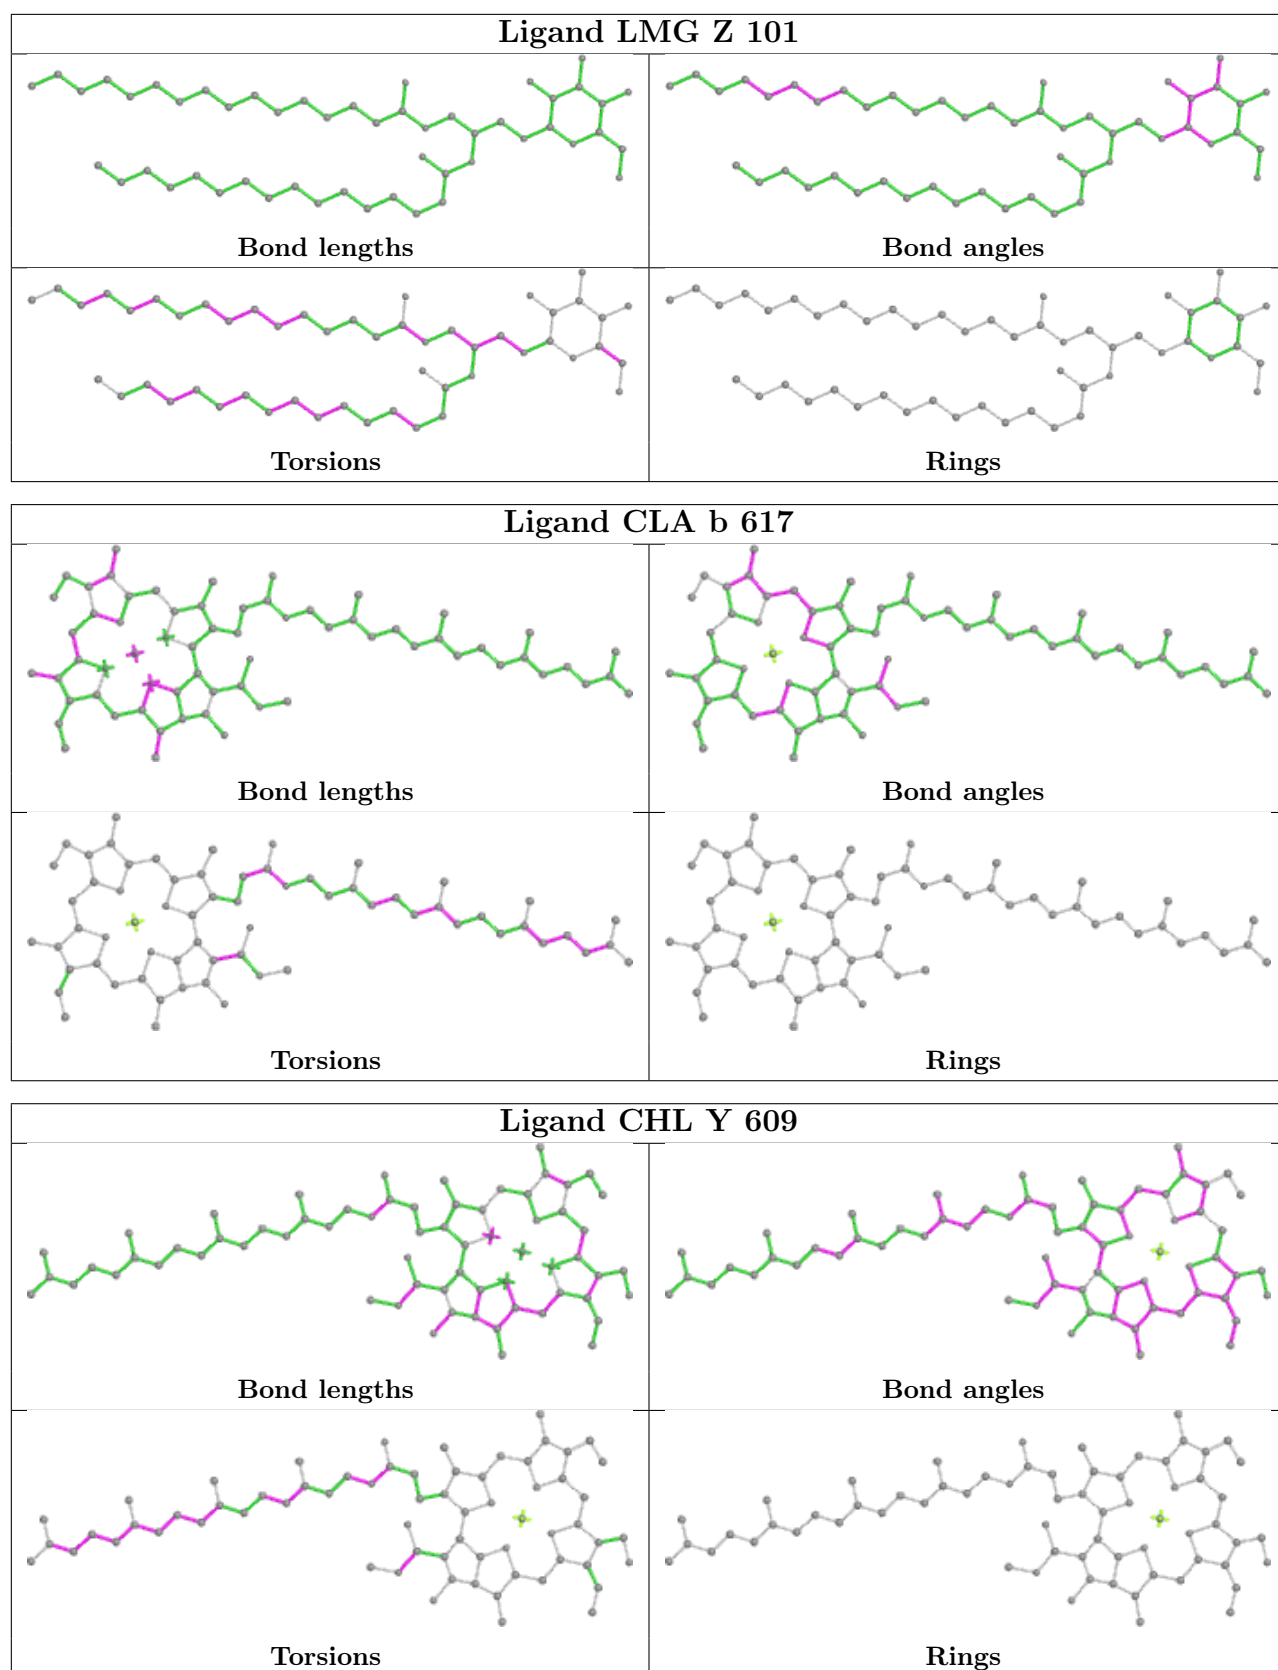 Ligand LMG Z 101
Bond lengths
Bond angles
Torsions
Rings
Ligand CLA b 617
Bond lengths
Bond angles
Torsions
Rings
Ligand CHL Y 609
Bond lengths
Bond angles
Torsions
Rings